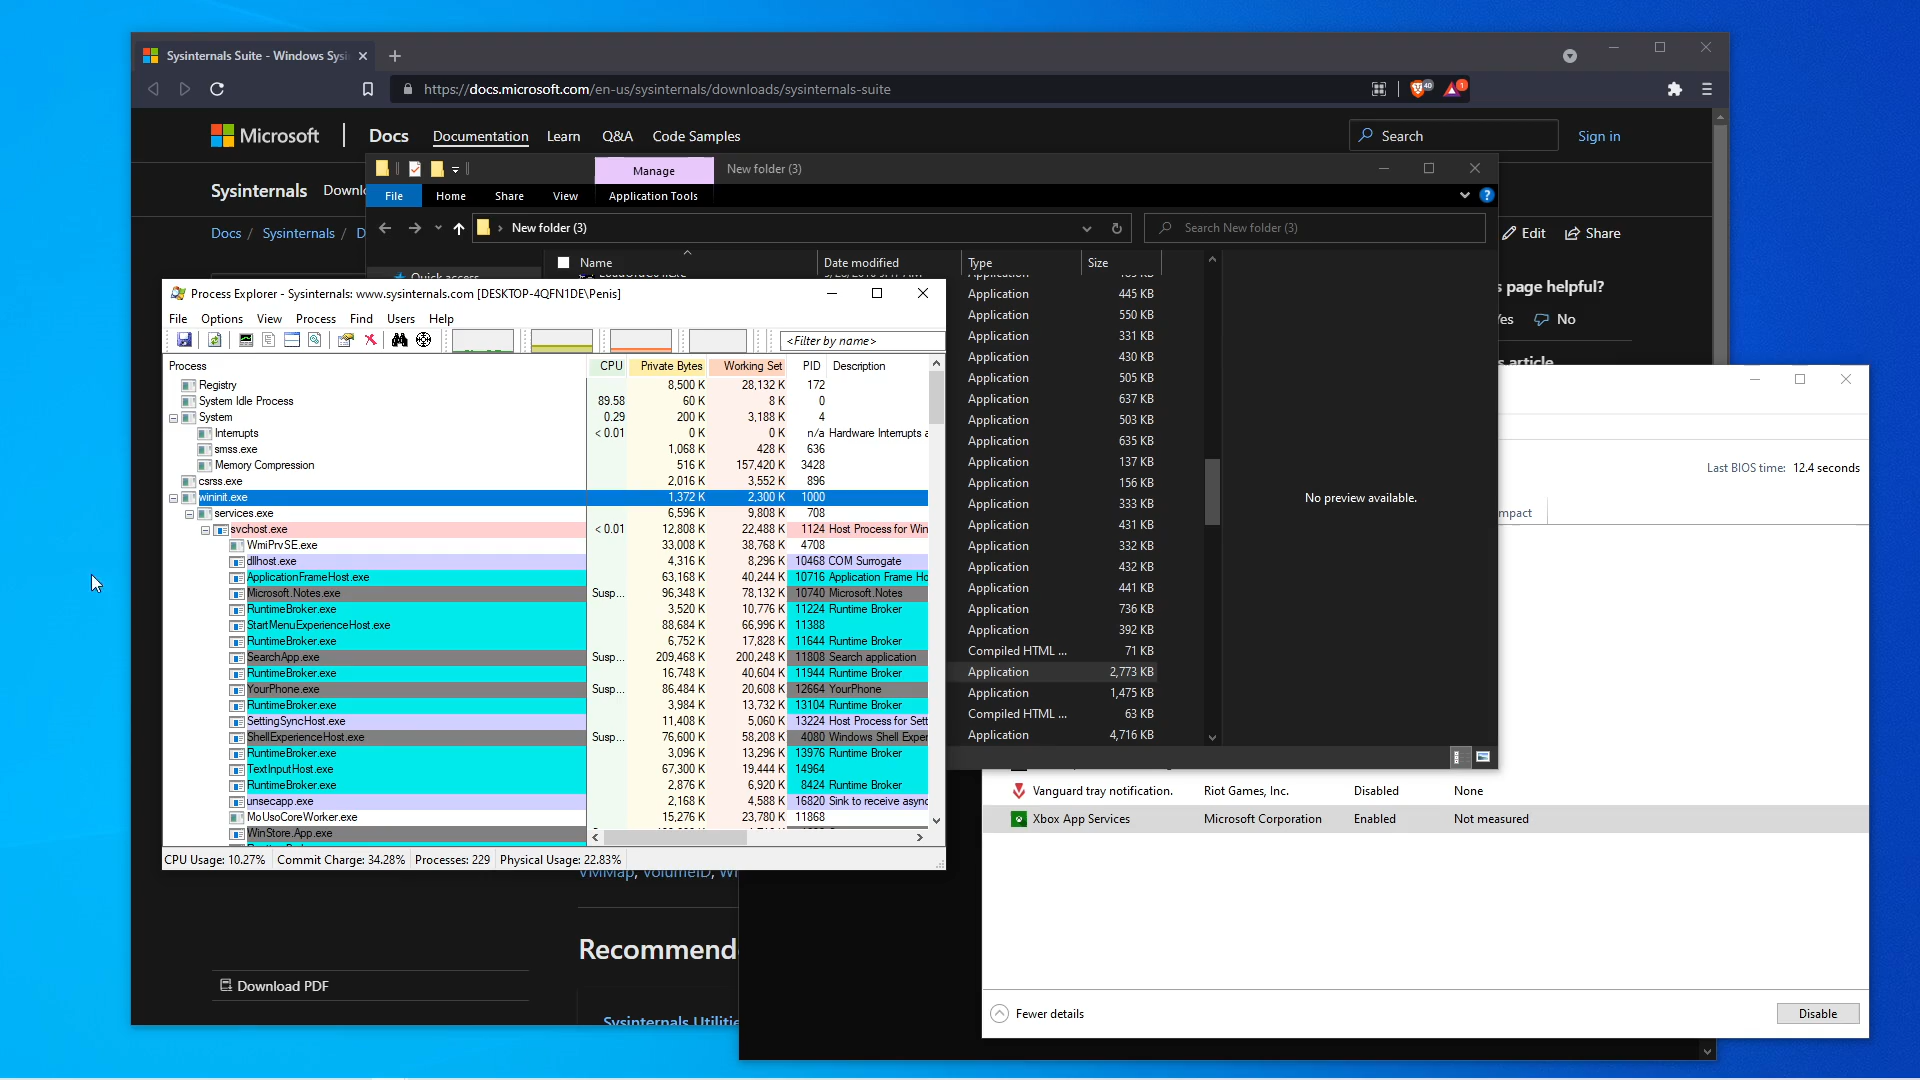 Sysinternals Suite - Windows Sysi
https://docs.microsoft.com/en-us/sysinternals/downloads/sysinternals-suite
40
1
Microsoft
Docs
Documentation
Learn
Q&A
Code Samples
Search
Sign in
Sysinternals
Downlo
Docs / Sysinternals / D
Edit
Share
Manage
New folder (3)
File
Home
Share
View
Application Tools
New folder (3)
Search New folder (3)
Quick access
Name
Date modified
Type
Size
Application 445 KB
Application 550 KB
Application 331 KB
Application 430 KB
Application 505 KB
Application 637 KB
Application 503 KB
Application 635 KB
Application 137 KB
Application 156 KB
Application 333 KB
Application 431 KB
Application 332 KB
Application 432 KB
Application 441 KB
Application 736 KB
Application 392 KB
Compiled HTML ... 71 KB
Application 2,773 KB
Application 1,475 KB
Compiled HTML ... 63 KB
Application 4,716 KB
No preview available.
s page helpful?
es
No
s article
Process Explorer - Sysinternals: www.sysinternals.com [DESKTOP-4QFN1DE\Penis]
File Options View Process Find Users Help
<Filter by name>
Process CPU Private Bytes Working Set PID Description
Registry 8,500 K 28,132 K 172
System Idle Process 89.58 60 K 8 K 0
System 0.29 200 K 3,188 K 4
Interrupts < 0.01 0 K 0 K n/a Hardware Interrupts a
smss.exe 1,068 K 428 K 636
Memory Compression 516 K 157,420 K 3428
csrss.exe 2,016 K 3,552 K 896
wininit.exe 1,372 K 2,300 K 1000
services.exe 6,596 K 9,808 K 708
svchost.exe < 0.01 12,808 K 22,488 K 1124 Host Process for Win
WmiPrvSE.exe 33,008 K 38,768 K 4708
dllhost.exe 4,316 K 8,296 K 10468 COM Surrogate
ApplicationFrameHost.exe 63,168 K 40,244 K 10716 Application Frame Ho
Microsoft.Notes.exe Susp... 96,348 K 78,132 K 10740 Microsoft.Notes
RuntimeBroker.exe 3,520 K 10,776 K 11224 Runtime Broker
StartMenuExperienceHost.exe 88,684 K 66,996 K 11388
RuntimeBroker.exe 6,752 K 17,828 K 11644 Runtime Broker
SearchApp.exe Susp... 209,468 K 200,248 K 11808 Search application
RuntimeBroker.exe 16,748 K 40,604 K 11944 Runtime Broker
YourPhone.exe Susp... 86,484 K 20,608 K 12664 YourPhone
RuntimeBroker.exe 3,984 K 13,732 K 13104 Runtime Broker
SettingSyncHost.exe 11,408 K 5,060 K 13224 Host Process for Sett
ShellExperienceHost.exe Susp... 76,600 K 58,208 K 4080 Windows Shell Exper
RuntimeBroker.exe 3,096 K 13,296 K 13976 Runtime Broker
TextInputHost.exe 67,300 K 19,444 K 14964
RuntimeBroker.exe 2,876 K 6,920 K 8424 Runtime Broker
unsecapp.exe 2,168 K 4,588 K 16820 Sink to receive async
MoUsoCoreWorker.exe 15,276 K 23,780 K 11868
WinStore.App.exe
CPU Usage: 10.27% Commit Charge: 34.28% Processes: 229 Physical Usage: 22.83%
Last BIOS time: 12.4 seconds
mpact
Vanguard tray notification. Riot Games, Inc. Disabled None
Xbox App Services Microsoft Corporation Enabled Not measured
Fewer details
Disable
VMMap, VolumeID, W
Recommend
Download PDF
Sysinternals Utilitie